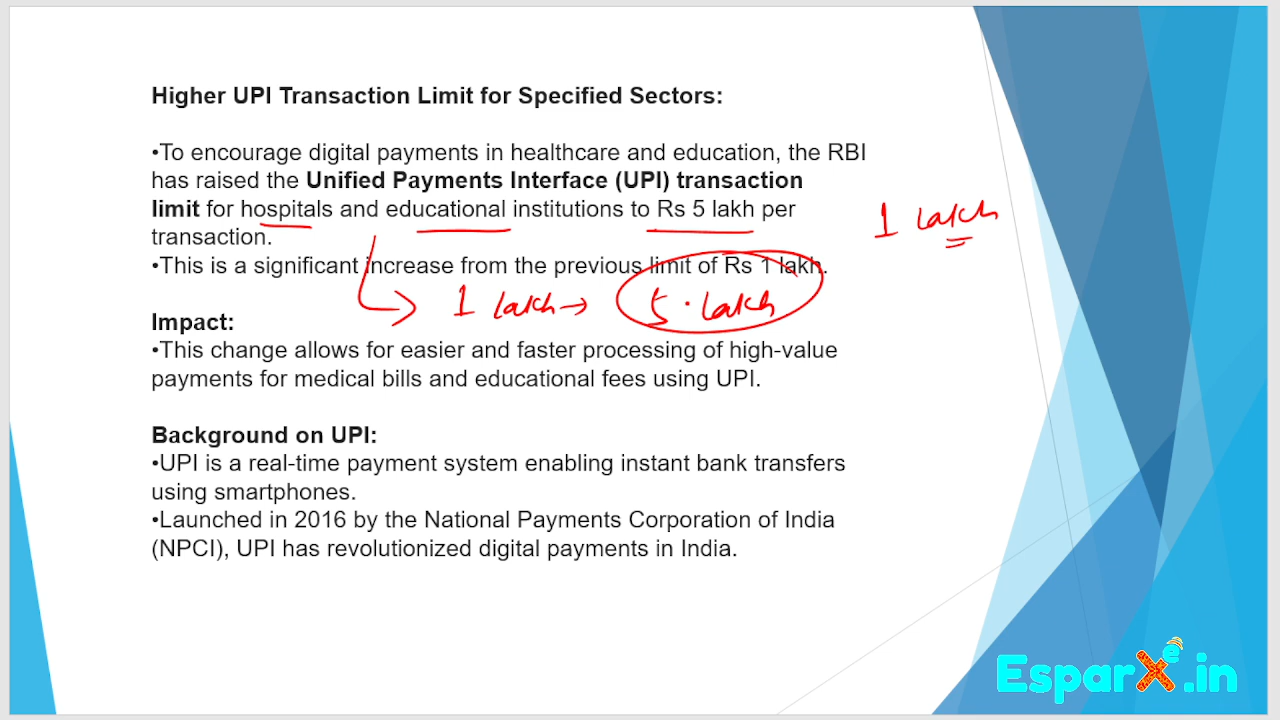 Higher UPI Transaction Limit for Specified Sectors:
•To encourage digital payments in healthcare and education, the RBI
has raised the Unified Payments Interface (UPI) transaction
limit for hospitals and educational institutions to Rs 5 lakh per
transaction.
1 lakh
•This is a significant increase from the previous limit of Rs 1 lakh.
1 lakh → 5 lakh
Impact:
•This change allows for easier and faster processing of high-value
payments for medical bills and educational fees using UPI.
Background on UPI:
•UPI is a real-time payment system enabling instant bank transfers
using smartphones.
•Launched in 2016 by the National Payments Corporation of India
(NPCI), UPI has revolutionized digital payments in India.
EsparXe.in